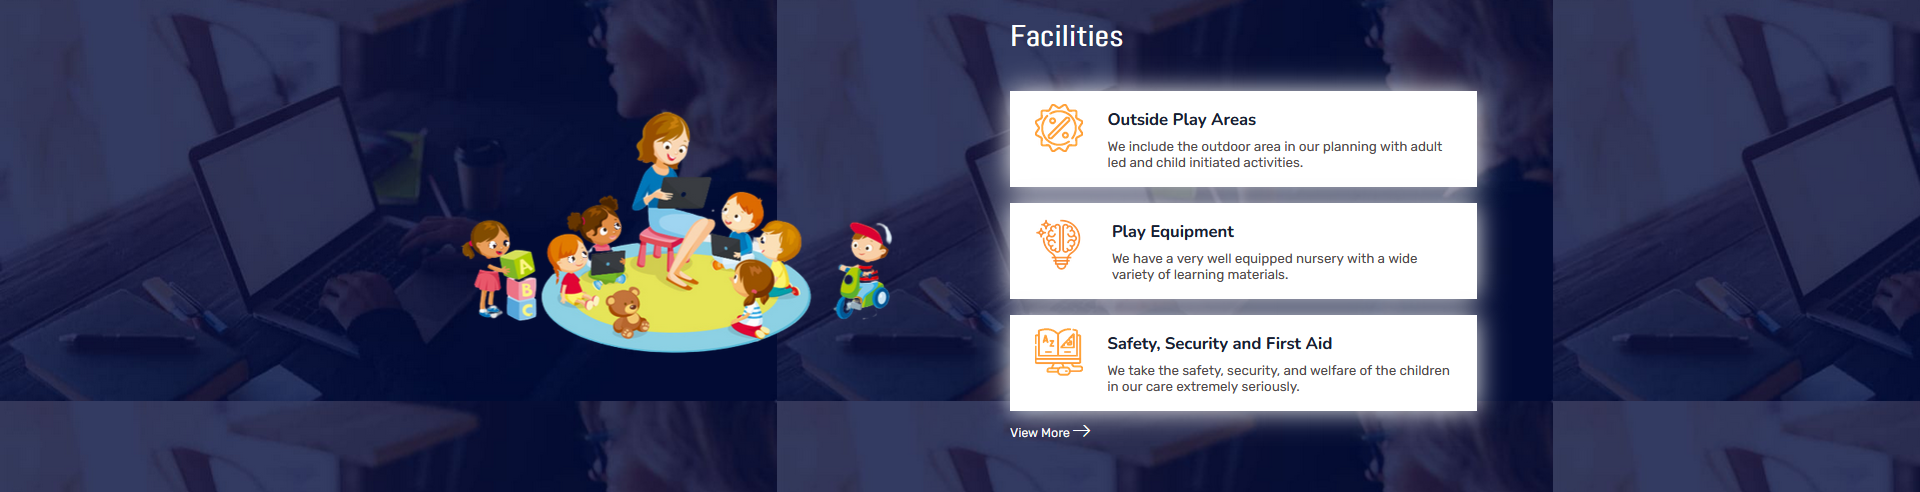 Facilities
Outside Play Areas
We include the outdoor area in our planning with adult
led and child initiated activities.
Play Equipment
We have a very well equipped nursery with a wide
variety of learning materials.
Safety, Security and First Aid
We take the safety, security, and welfare of the children
in our care extremely seriously.
View More
A
B
C
AZ